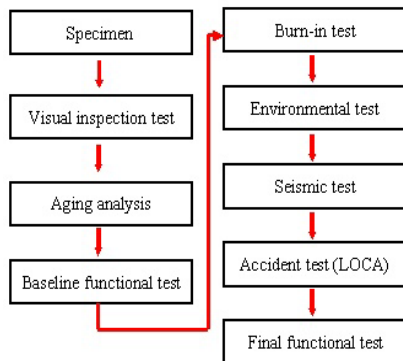 Specimen
Visual inspection test
Aging analysis
Baseline functional test
Burn-in test
Environmental test
Seismic test
Accident test (LOCA)
Final functional test